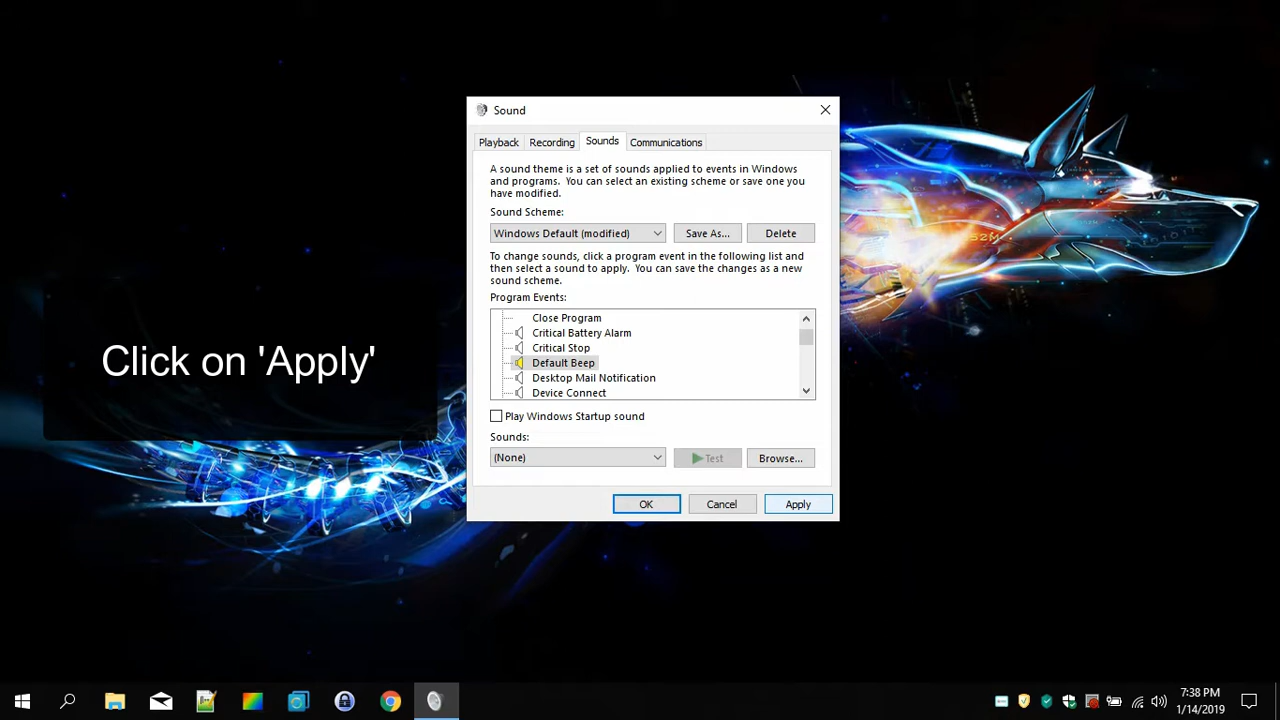 Sound
Playback Recording Sounds Communications
A sound theme is a set of sounds applied to events in Windows
and programs. You can select an existing scheme or save one you
have modified.
Sound Scheme:
Windows Default (modified) Save As... Delete
To change sounds, click a program event in the following list and
then select a sound to apply. You can save the changes as a new
sound scheme.
Program Events:
Close Program
Critical Battery Alarm
Critical Stop
Default Beep
Desktop Mail Notification
Device Connect
Play Windows Startup sound
Sounds:
(None) Test Browse...
OK Cancel Apply
Click on 'Apply'
S2M
7:38 PM
1/14/2019